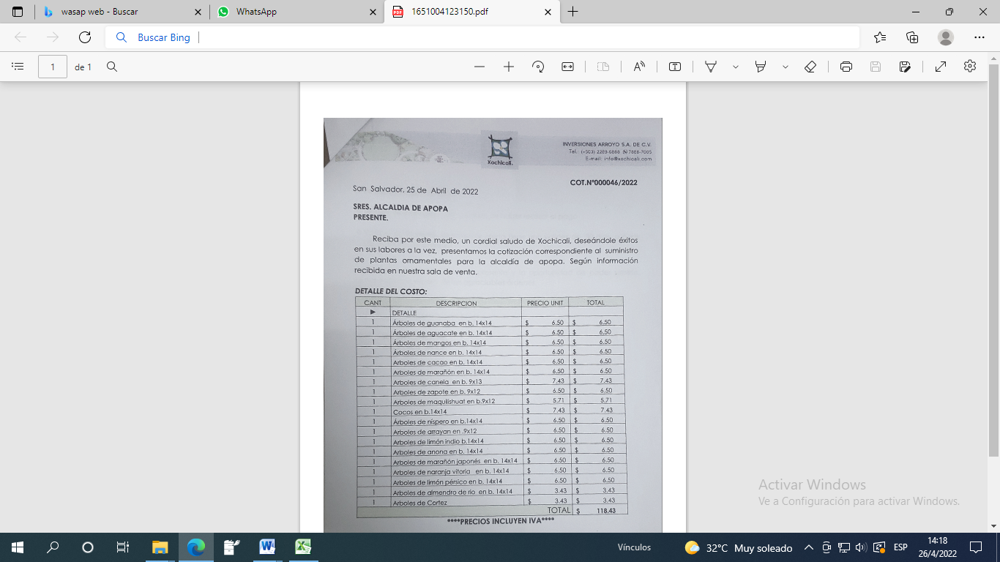 wasap web - Buscar
WhatsApp
1651004123150.pdf
Buscar Bing
1 de 1
Xochicali.
INVERSIONES ARROYO S.A. DE C.V.
Tel.: (+503) 2289-6888 7888-7005
E-mail: info@xochicali.com
COT.N°000046/2022
San Salvador, 25 de Abril de 2022
SRES. ALCALDIA DE APOPA
PRESENTE.
Reciba por este medio, un cordial saludo de Xochicali, deseándole éxitos
en sus labores a la vez, presentamos la cotización correspondiente al suministro
de plantas ornamentales para la alcaldía de apopa. Según información
recibida en nuestra sala de venta.
DETALLE DEL COSTO:
CANT DESCRIPCION PRECIO UNIT TOTAL
DETALLE
1 Árboles de guanaba en b. 14x14 $ 6.50 $ 6.50
1 Árboles de aguacate en b. 14x14 $ 6.50 $ 6.50
1 Árboles de mangos en b. 14x14 $ 6.50 $ 6.50
1 Árboles de nance en b. 14x14 $ 6.50 $ 6.50
1 Arboles de cacao en b. 14x14 $ 6.50 $ 6.50
1 Arboles de marañón en b. 14x14 $ 6.50 $ 6.50
1 Arboles de canela en b. 9x13 $ 7.43 $ 7.43
1 Arboles de zapote en b. 9x12 $ 6.50 $ 6.50
1 Arboles de maquilishuat en b.9x12 $ 5.71 $ 5.71
1 Cocos en b.14x14 $ 7.43 $ 7.43
1 Árboles de níspero en b.14x14 $ 6.50 $ 6.50
1 Arboles de arrayan en .9x12 $ 6.50 $ 6.50
1 Arboles de limón indio b.14x14 $ 6.50 $ 6.50
1 Arboles de anona en b. 14x14 $ 6.50 $ 6.50
1 Arboles de marañón japonés en b. 14x14 $ 6.50 $ 6.50
1 Arboles de naranja vitoria en b. 14x14 $ 6.50 $ 6.50
1 Arboles de limón pérsico en b. 14x14 $ 6.50 $ 6.50
1 Arboles de almendro de rio en b. 14x14 $ 3.43 $ 3.43
1 Arboles de Cortez $ 3.43 $ 3.43
TOTAL $ 118.43
****PRECIOS INCLUYEN IVA****
Activar Windows
Ve a Configuración para activar Windows.
Vínculos
32°C Muy soleado
ESP
14:18
26/4/2022